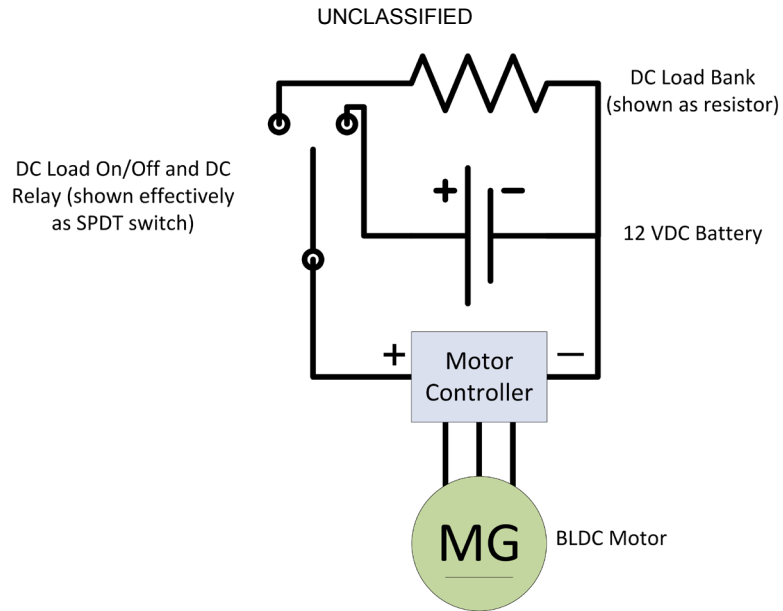 UNCLASSIFIED
DC Load Bank
(shown as resistor)
DC Load On/Off and DC
Relay (shown effectively
as SPDT switch)
+ −
12 VDC Battery
+ −
Motor
Controller
MG
BLDC Motor